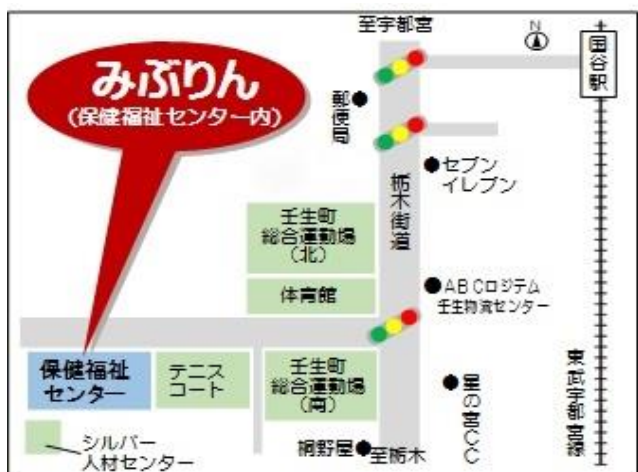 至宇都宮
N
国谷駅
みぶりん
(保健福祉センター内)
郵便局
セブン
イレブン
栃木街道
壬生町
総合運動場
(北)
体育館
ABCロジテム
壬生物流センター
保健福祉
センター
テニス
コート
壬生町
総合運動場
(南)
星の宮CC
東武宇都宮線
シルバー
人材センター
桐野屋
至栃木